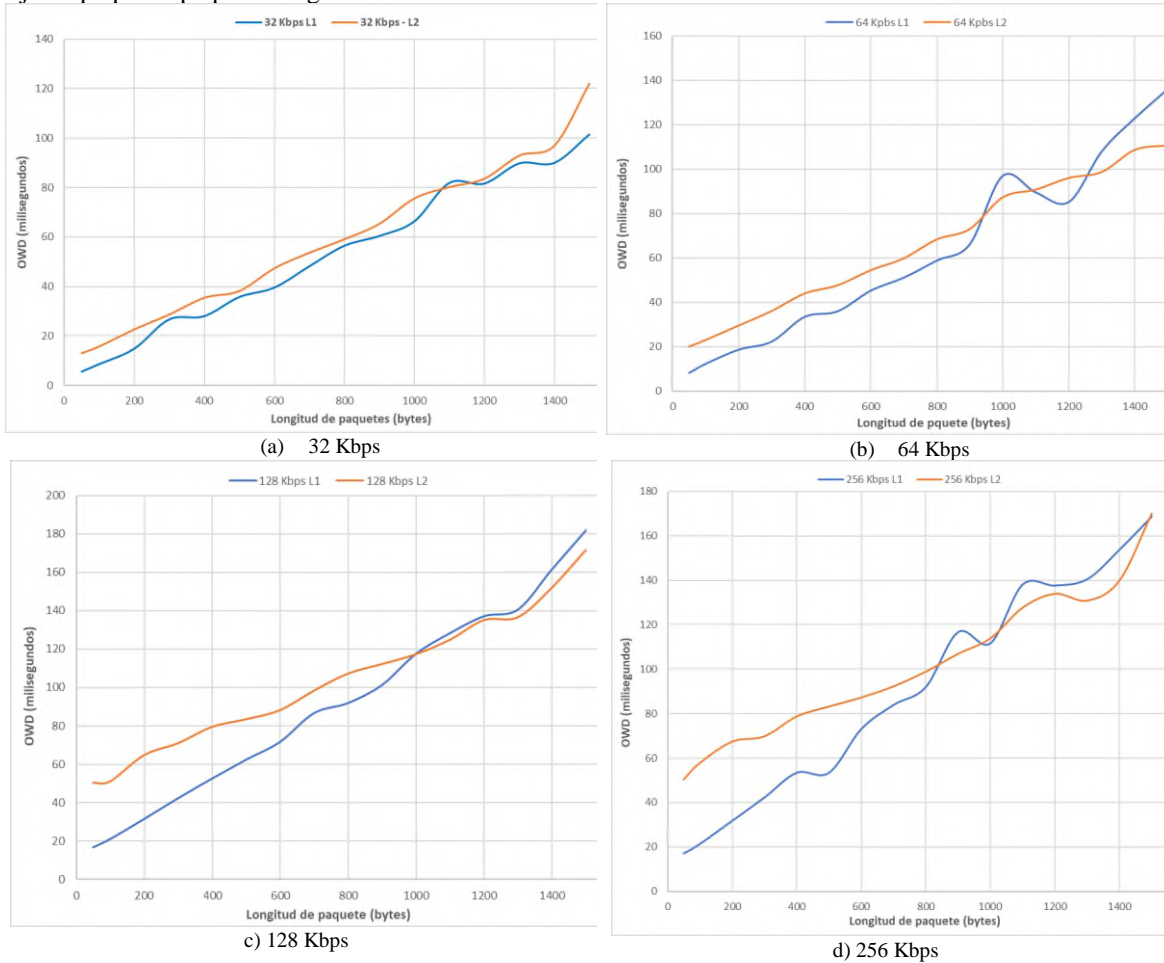 32 Kbps L1 32 Kbps - L2
140
120
100
80
60
40
20
0
OWD (milisegundos)
0 200 400 600 800 1000 1200 1400
Longitud de paquetes (bytes)
(a) 32 Kbps
64 Kpbs L1 64 Kpbs L2
160
140
120
100
80
60
40
20
0
OWD (milisegundos)
0 200 400 600 800 1000 1200 1400
Longitud de pquete (bytes)
(b) 64 Kbps
128 Kbps L1 128 Kbps L2
200
180
160
140
120
100
80
60
40
20
0
OWD (milisegundos)
0 200 400 600 800 1000 1200 1400
Longitud de paquete (bytes)
c) 128 Kbps
256 Kbps L1 256 Kbps L2
180
160
140
120
100
80
60
40
20
0
OWD (milisegundos)
0 200 400 600 800 1000 1200 1400
Longitud de paquete (bytes)
d) 256 Kbps